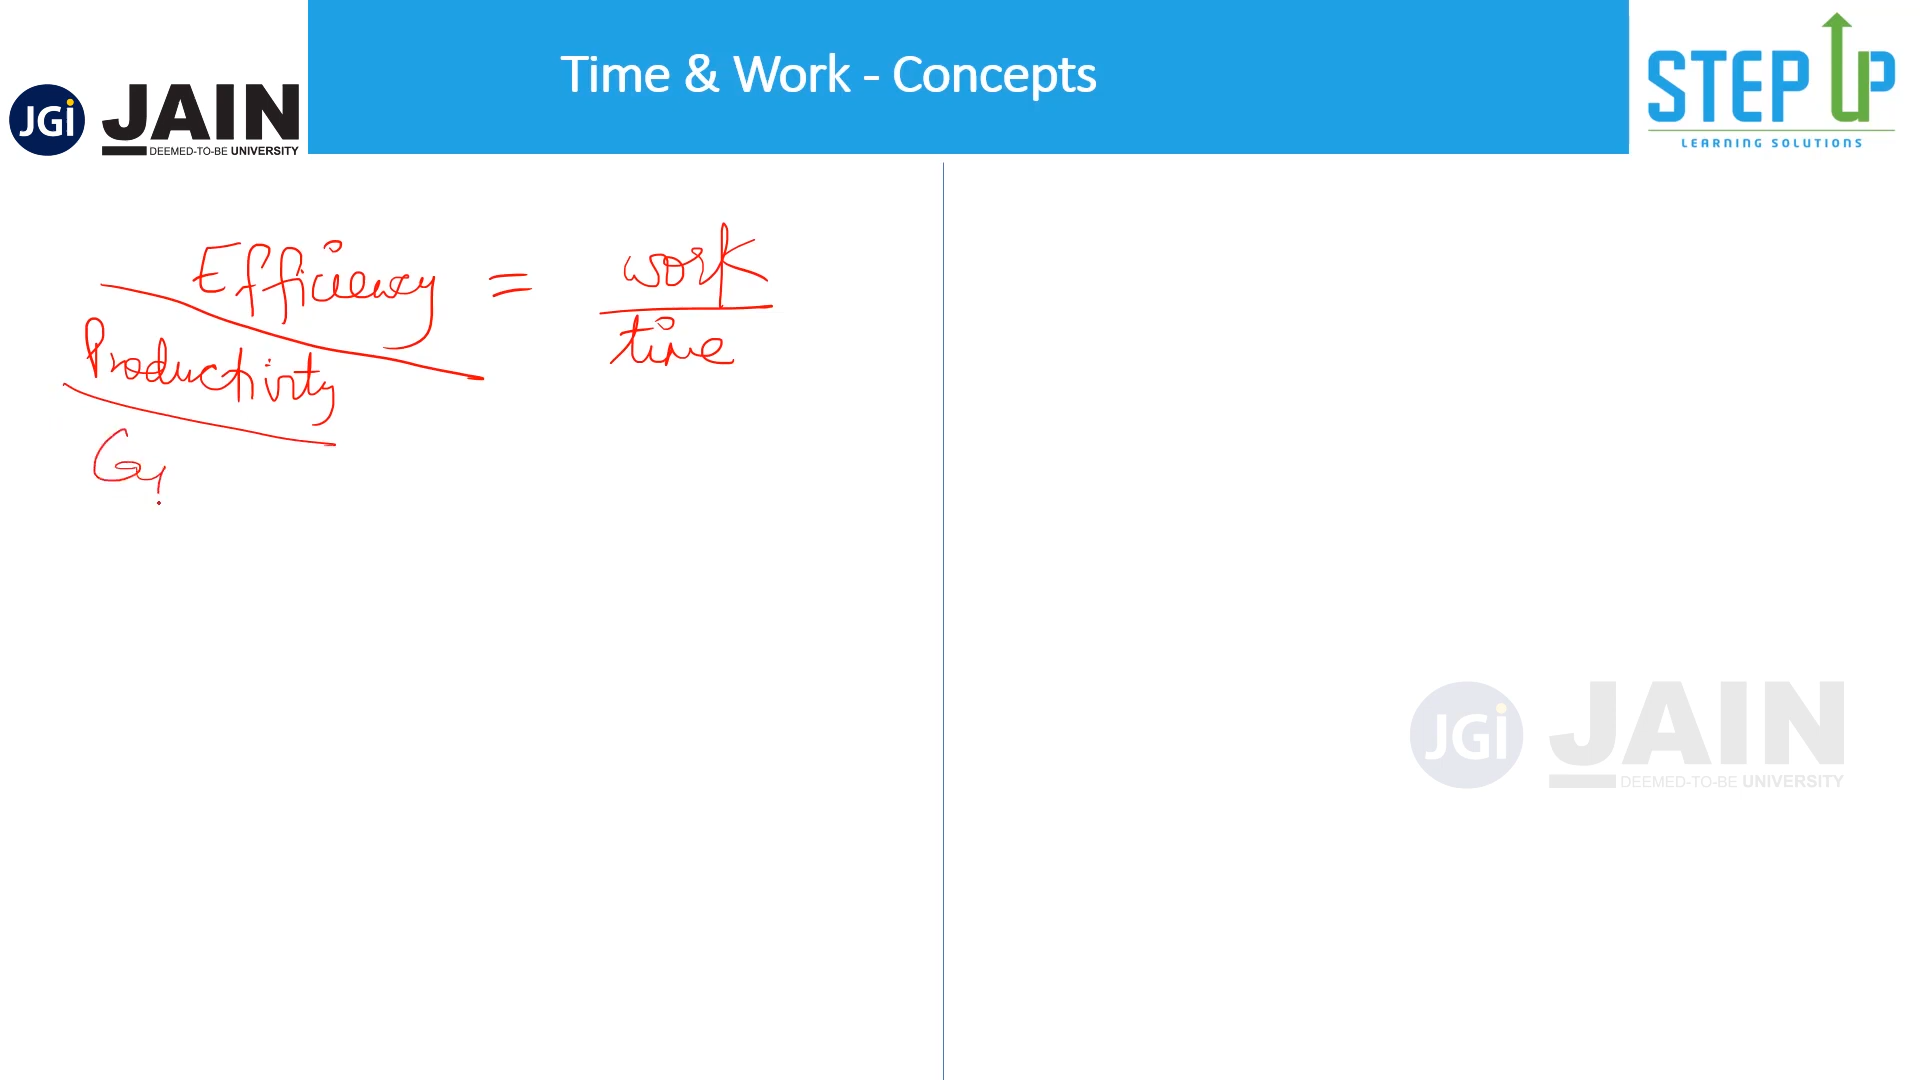 Time & Work - Concepts
JGi JAIN
DEEMED-TO-BE UNIVERSITY
STEP UP
LEARNING SOLUTIONS
Efficiency = work
time
Productivity
JGi JAIN
DEEMED-TO-BE UNIVERSITY